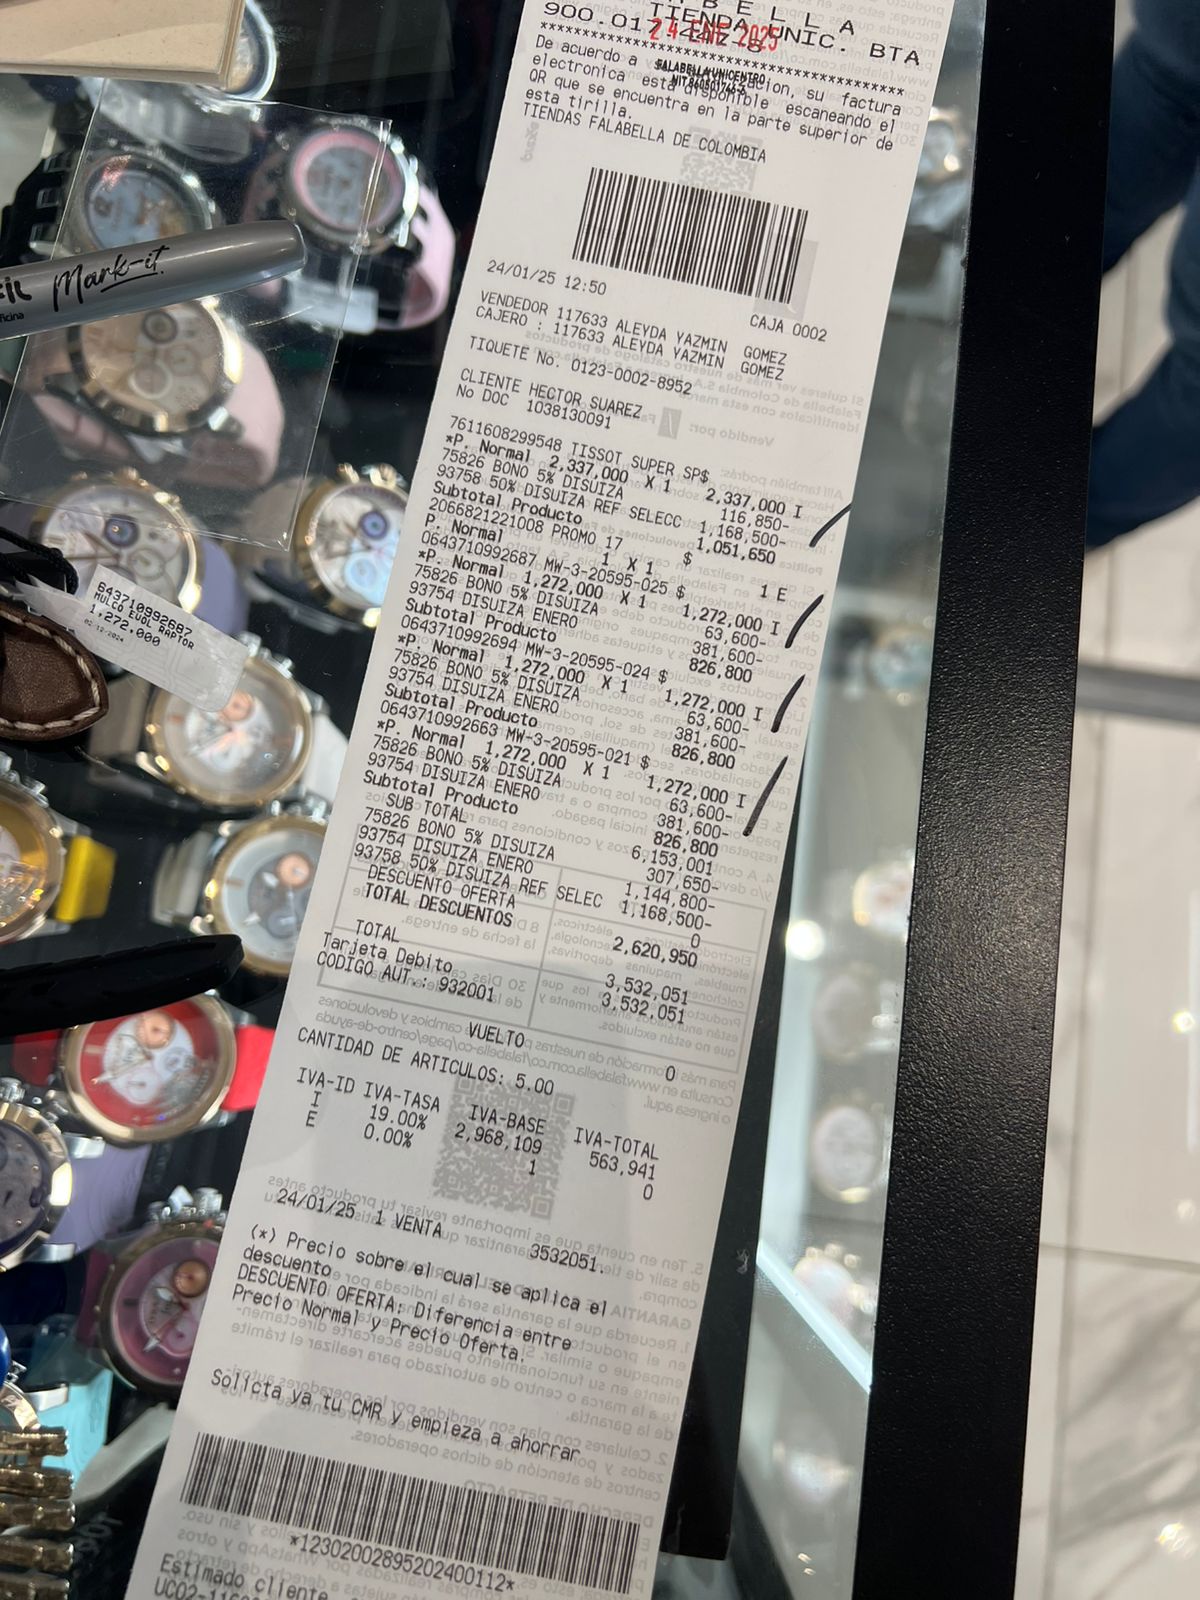 B E L L A
TIENDA UNIC. BTA
900.017
24 ENE 2025
****************************************
De acuerdo a su factura
FALABELLA UNICENTRO
electronica esta disponible escaneando el
QR que se encuentra en la parte superior de
esta tirilla.
TIENDAS FALABELLA DE COLOMBIA
24/01/25 12:50 CAJA 0002
VENDEDOR 117633 ALEYDA YAZMIN GOMEZ
CAJERO : 117633 ALEYDA YAZMIN GOMEZ
TIQUETE No. 0123-0002-8952
CLIENTE HECTOR SUAREZ
No DOC 1038130091
7611608299548 TISSOT SUPER SP$
*P. Normal 2,337,000 X 1 2,337,000 I
75826 BONO 5% DISUIZA 116,850-
93758 50% DISUIZA REF SELECC 1,168,500-
Subtotal Producto 1,051,650
2066821221008 PROMO 17 $
P. Normal 1 X 1 1 E
0643710992687 MW-3-20595-025 $
*P. Normal 1,272,000 X 1 1,272,000 I
75826 BONO 5% DISUIZA 63,600-
93754 DISUIZA ENERO 381,600-
Subtotal Producto 826,800
0643710992694 MW-3-20595-024 $
*P. Normal 1,272,000 X 1 1,272,000 I
75826 BONO 5% DISUIZA 63,600-
93754 DISUIZA ENERO 381,600-
Subtotal Producto 826,800
0643710992663 MW-3-20595-021 $
*P. Normal 1,272,000 X 1 1,272,000 I
75826 BONO 5% DISUIZA 63,600-
93754 DISUIZA ENERO 381,600-
Subtotal Producto 826,800
SUB TOTAL 6,153,001
75826 BONO 5% DISUIZA 307,650-
93754 DISUIZA ENERO 1,144,800-
93758 50% DISUIZA REF SELEC 1,168,500-
DESCUENTO OFERTA 0
TOTAL DESCUENTOS 2,620,950
TOTAL 3,532,051
Tarjeta Debito 3,532,051
CODIGO AUT.: 932001
VUELTO 0
CANTIDAD DE ARTICULOS: 5.00
IVA-ID IVA-TASA IVA-BASE IVA-TOTAL
I 19.00% 2,968,109 563,941
E 0.00% 1 0
24/01/25 1 VENTA 3532051.
(*) Precio sobre el cual se aplica el
descuento
DESCUENTO OFERTA: Diferencia entre
Precio Normal y Precio Oferta.
Solicta ya tu CMR y empieza a ahorrar
*12302002895202400112*
Estimado cliente
Mark-it.
ficina
643710992687
MULCO EVOL RAPTOR
1,272,000
02/12/2024